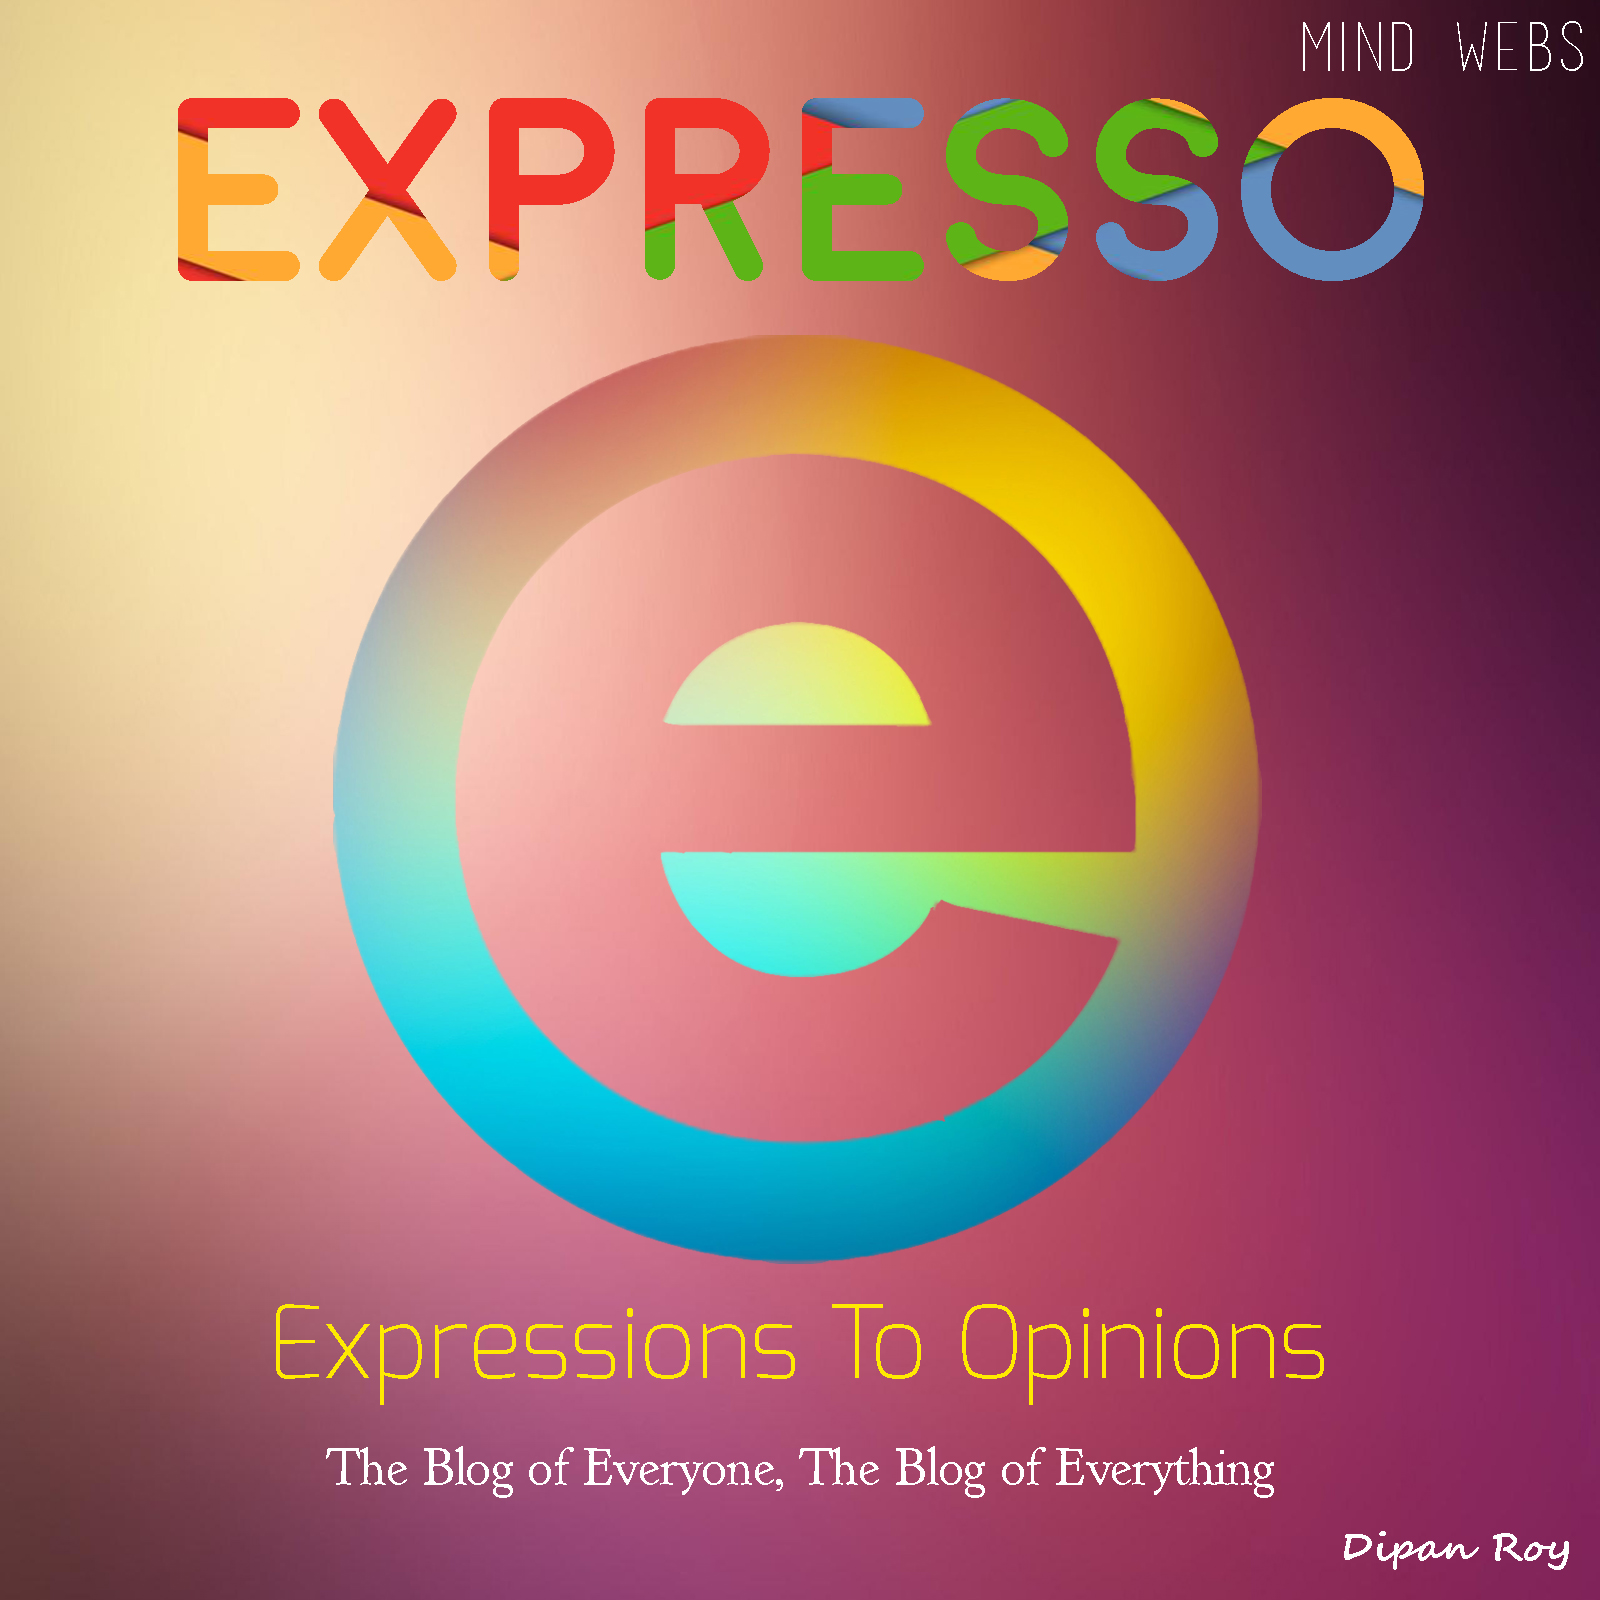 MIND WEBS
EXPRESSO
e
Expressions To Opinions
The Blog of Everyone, The Blog of Everything
Dipan Roy